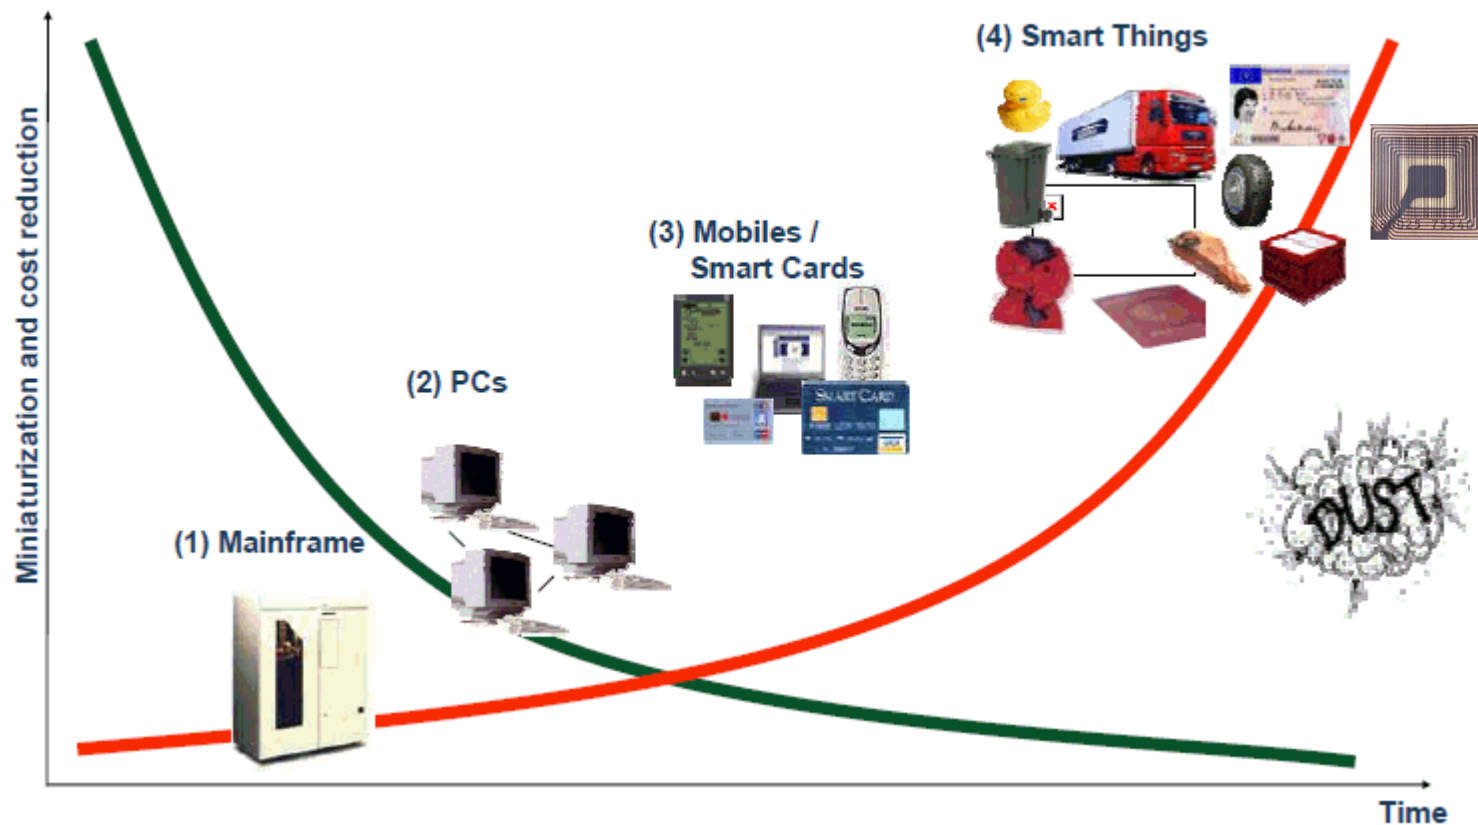 (4) Smart Things
Miniaturization and cost reduction
(3) Mobiles /
Smart Cards
SMART CARD
VISA
(2) PCs
(1) Mainframe
DUST
Time